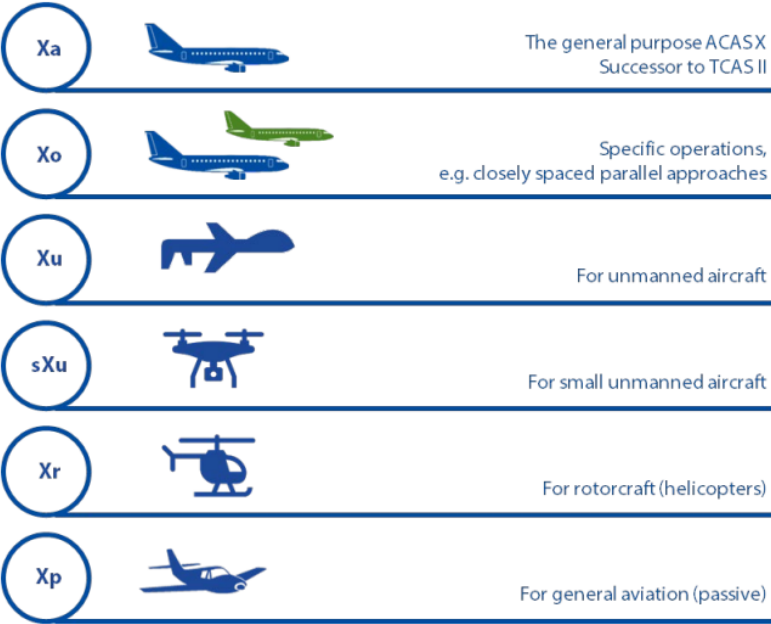 Xa
The general purpose ACAS X
Successor to TCAS II
Xo
Specific operations,
e.g. closely spaced parallel approaches
Xu
For unmanned aircraft
sXu
For small unmanned aircraft
Xr
For rotorcraft (helicopters)
Xp
For general aviation (passive)